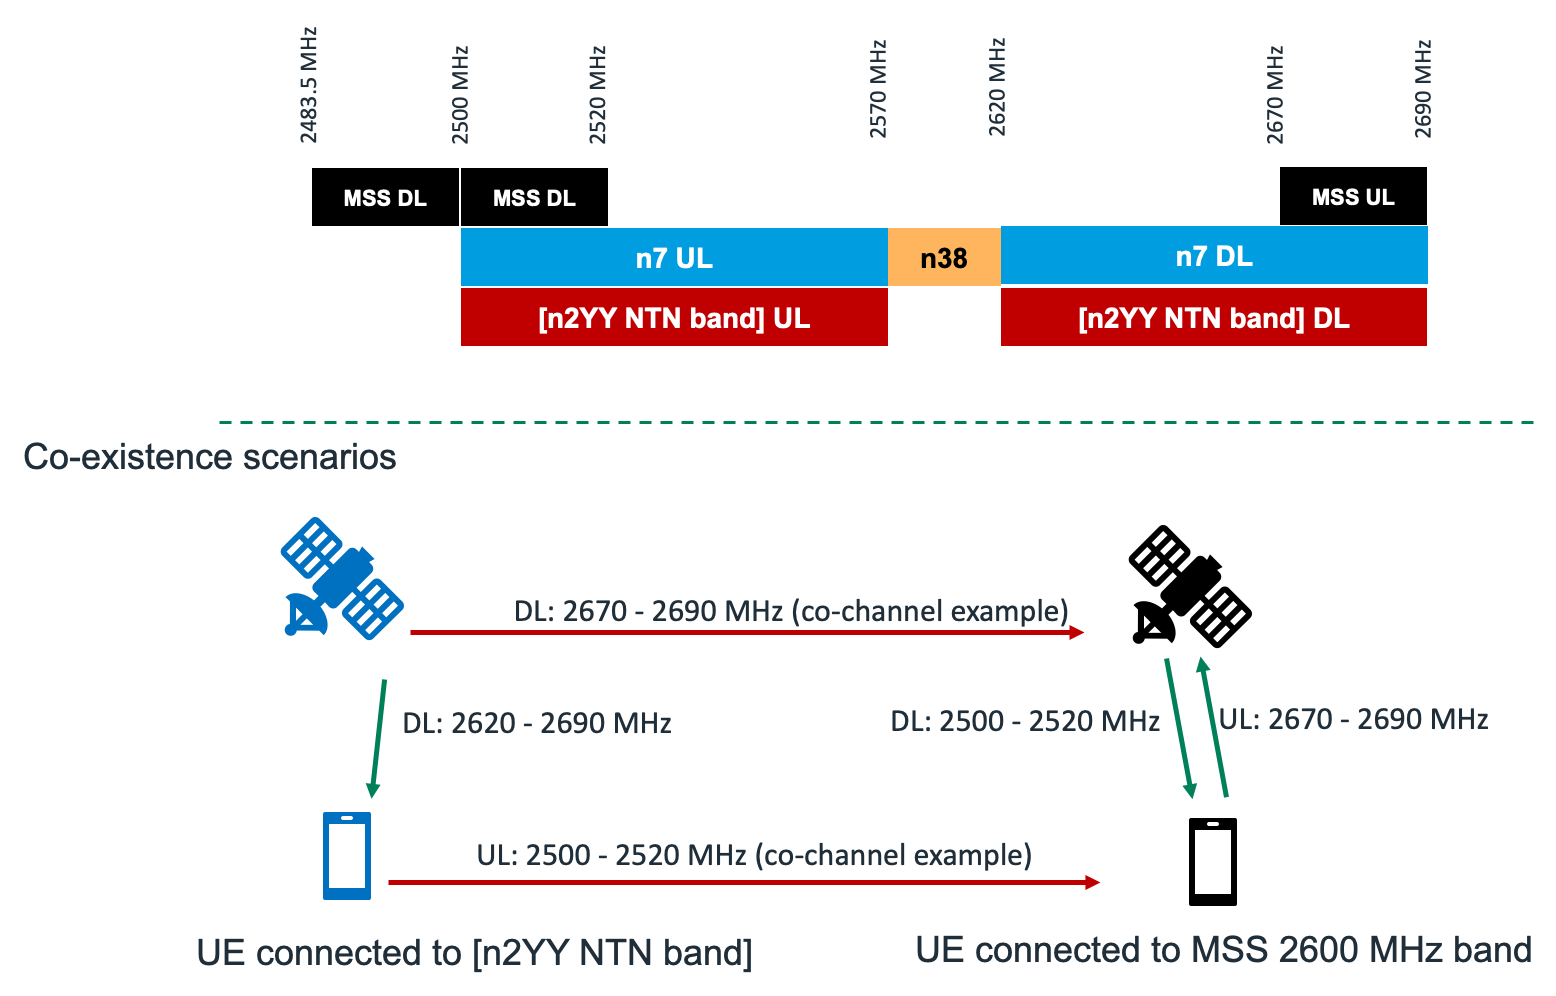 2483.5 MHz
2500 MHz
2520 MHz
2570 MHz
2620 MHz
2670 MHz
2690 MHz
MSS DL
MSS DL
MSS UL
n7 UL
n38
n7 DL
[n2YY NTN band] UL
[n2YY NTN band] DL
Co-existence scenarios
DL: 2670 - 2690 MHz (co-channel example)
DL: 2620 - 2690 MHz
DL: 2500 - 2520 MHz
UL: 2670 - 2690 MHz
UL: 2500 - 2520 MHz (co-channel example)
UE connected to [n2YY NTN band]
UE connected to MSS 2600 MHz band